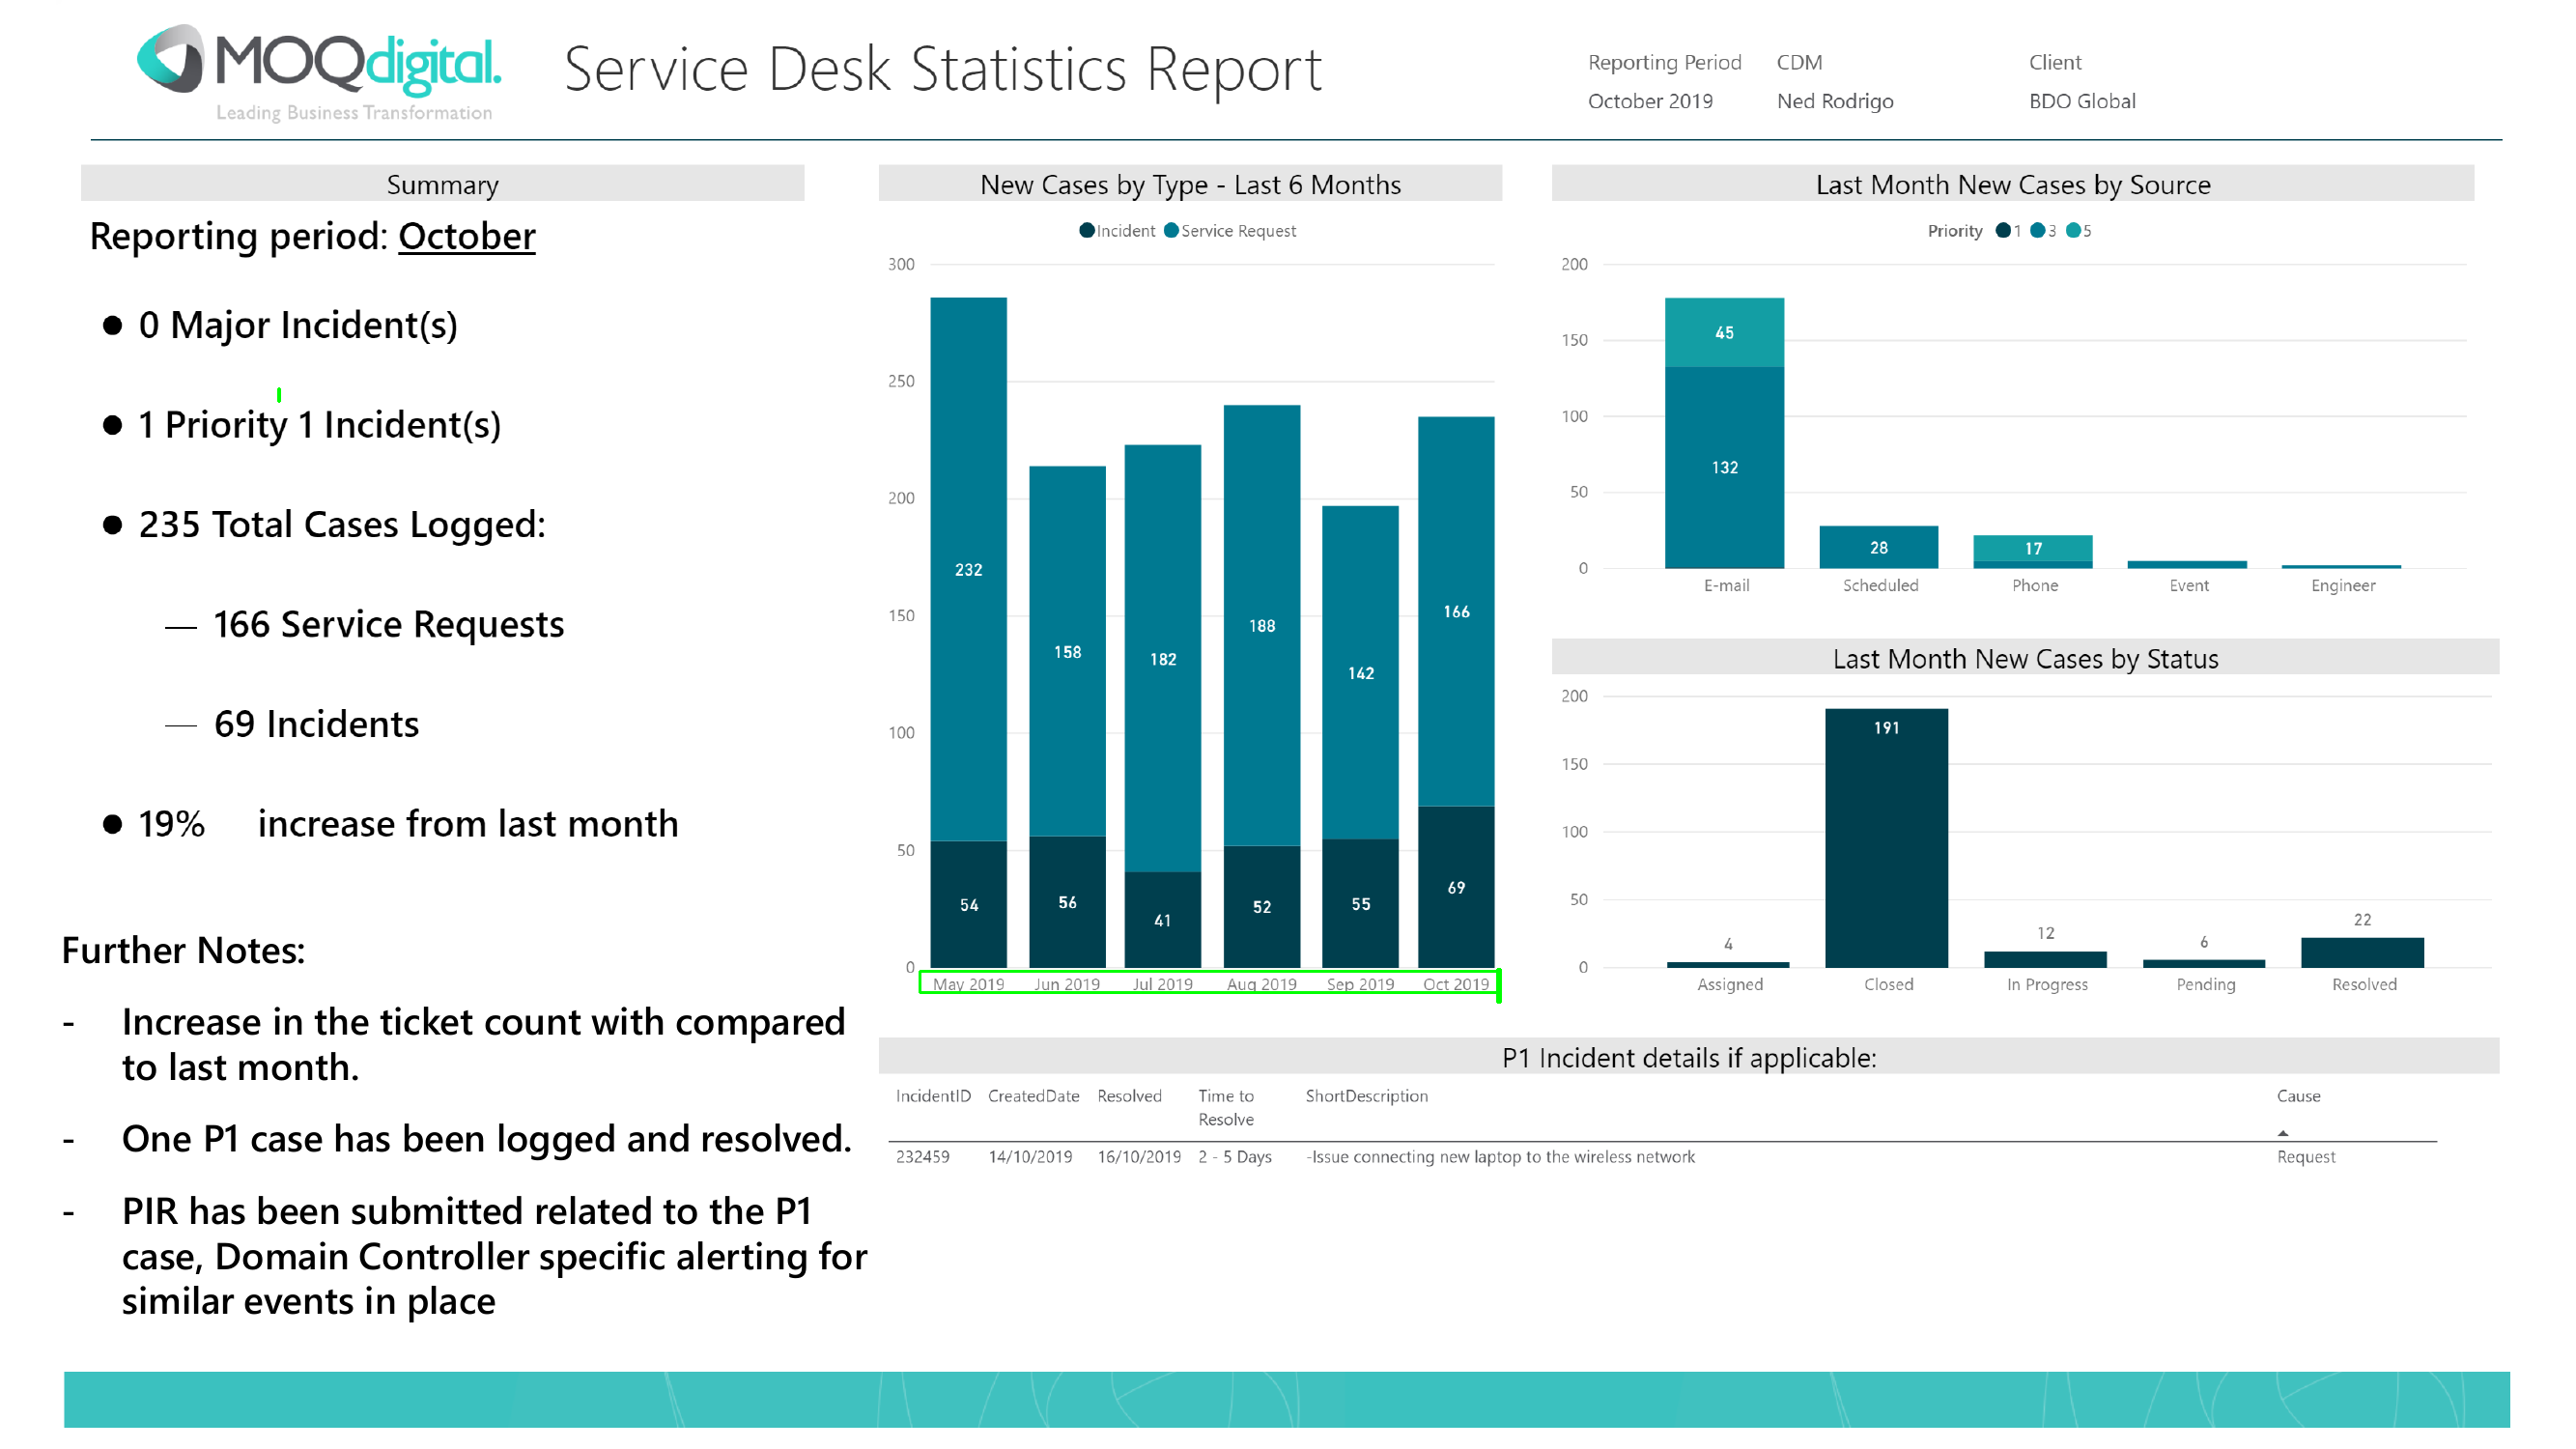 MOQdigital.
Leading Business Transformation
Service Desk Statistics Report
Reporting Period CDM Client
October 2019 Ned Rodrigo BDO Global
Summary
Reporting period: October
● 0 Major Incident(s)
● 1 Priority 1 Incident(s)
● 235 Total Cases Logged:
— 166 Service Requests
— 69 Incidents
● 19% increase from last month
Further Notes:
- Increase in the ticket count with compared
to last month.
- One P1 case has been logged and resolved.
- PIR has been submitted related to the P1
case, Domain Controller specific alerting for
similar events in place
New Cases by Type - Last 6 Months
Incident Service Request
300
250
200
150
100
50
0
232 158 182 188 142 166
54 56 41 52 55 69
May 2019 Jun 2019 Jul 2019 Aug 2019 Sep 2019 Oct 2019
Last Month New Cases by Source
Priority 1 3 5
200
150
100
50
0
45
132 28 17
E-mail Scheduled Phone Event Engineer
Last Month New Cases by Status
200
150
100
50
0
4 191 12 6 22
Assigned Closed In Progress Pending Resolved
P1 Incident details if applicable:
IncidentID CreatedDate Resolved Time to Resolve ShortDescription Cause
232459 14/10/2019 16/10/2019 2 - 5 Days -Issue connecting new laptop to the wireless network Request